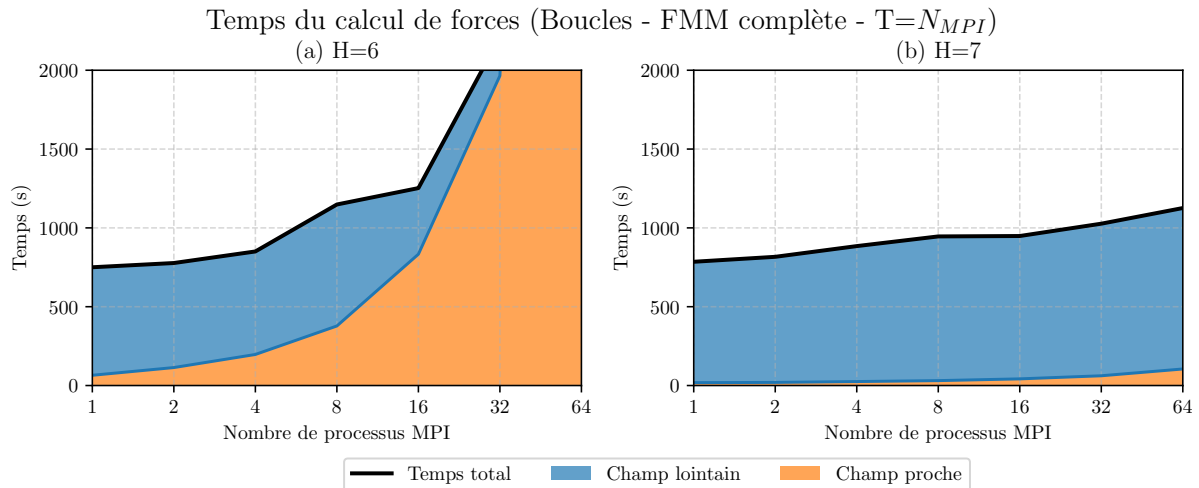 Temps du calcul de forces (Boucles - FMM complète - T=N_{MPI})
(a) H=6
(b) H=7
2000
1500
1000
500
0
Temps (s)
1 2 4 8 16 32 64
Nombre de processus MPI
2000
1500
1000
500
0
Temps (s)
1 2 4 8 16 32 64
Nombre de processus MPI
Temps total Champ lointain Champ proche